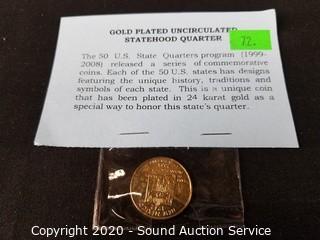 GOLD PLATED UNCIRCULATED
STATEHOOD QUARTER
72.
The 50 U.S. State Quarters program (1999-
2008) released a series of commemorative
coins. Each of the 50 U.S. states has designs
featuring the unique history, traditions and
symbols of each state. This is a unique coin
that has been plated in 24 karat gold as a
special way to honor this state's quarter.
Copyright 2020 - Sound Auction Service